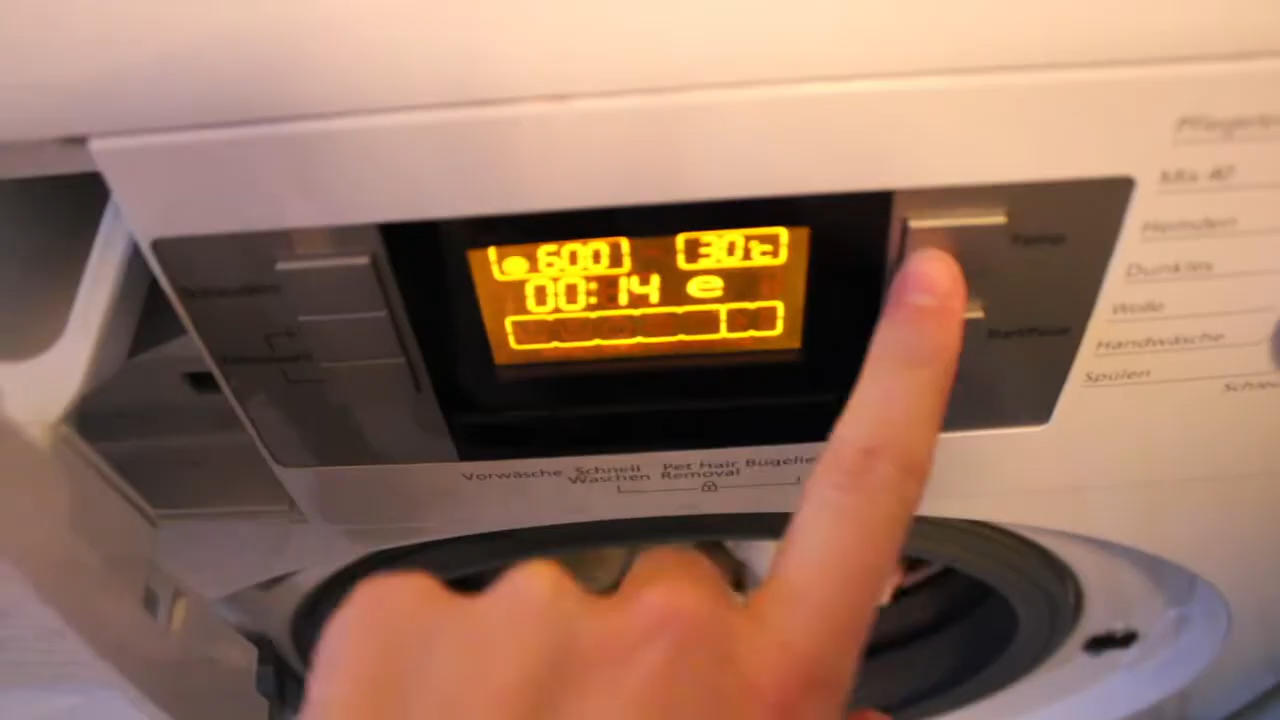 600 30°C
00:14 e
Temp
Start/Pause
Mix 40
Hemden
Dunkles
Wolle
Handwäsche
Spülen
Vorwäsche Schnell Pet Hair
Waschen Removal